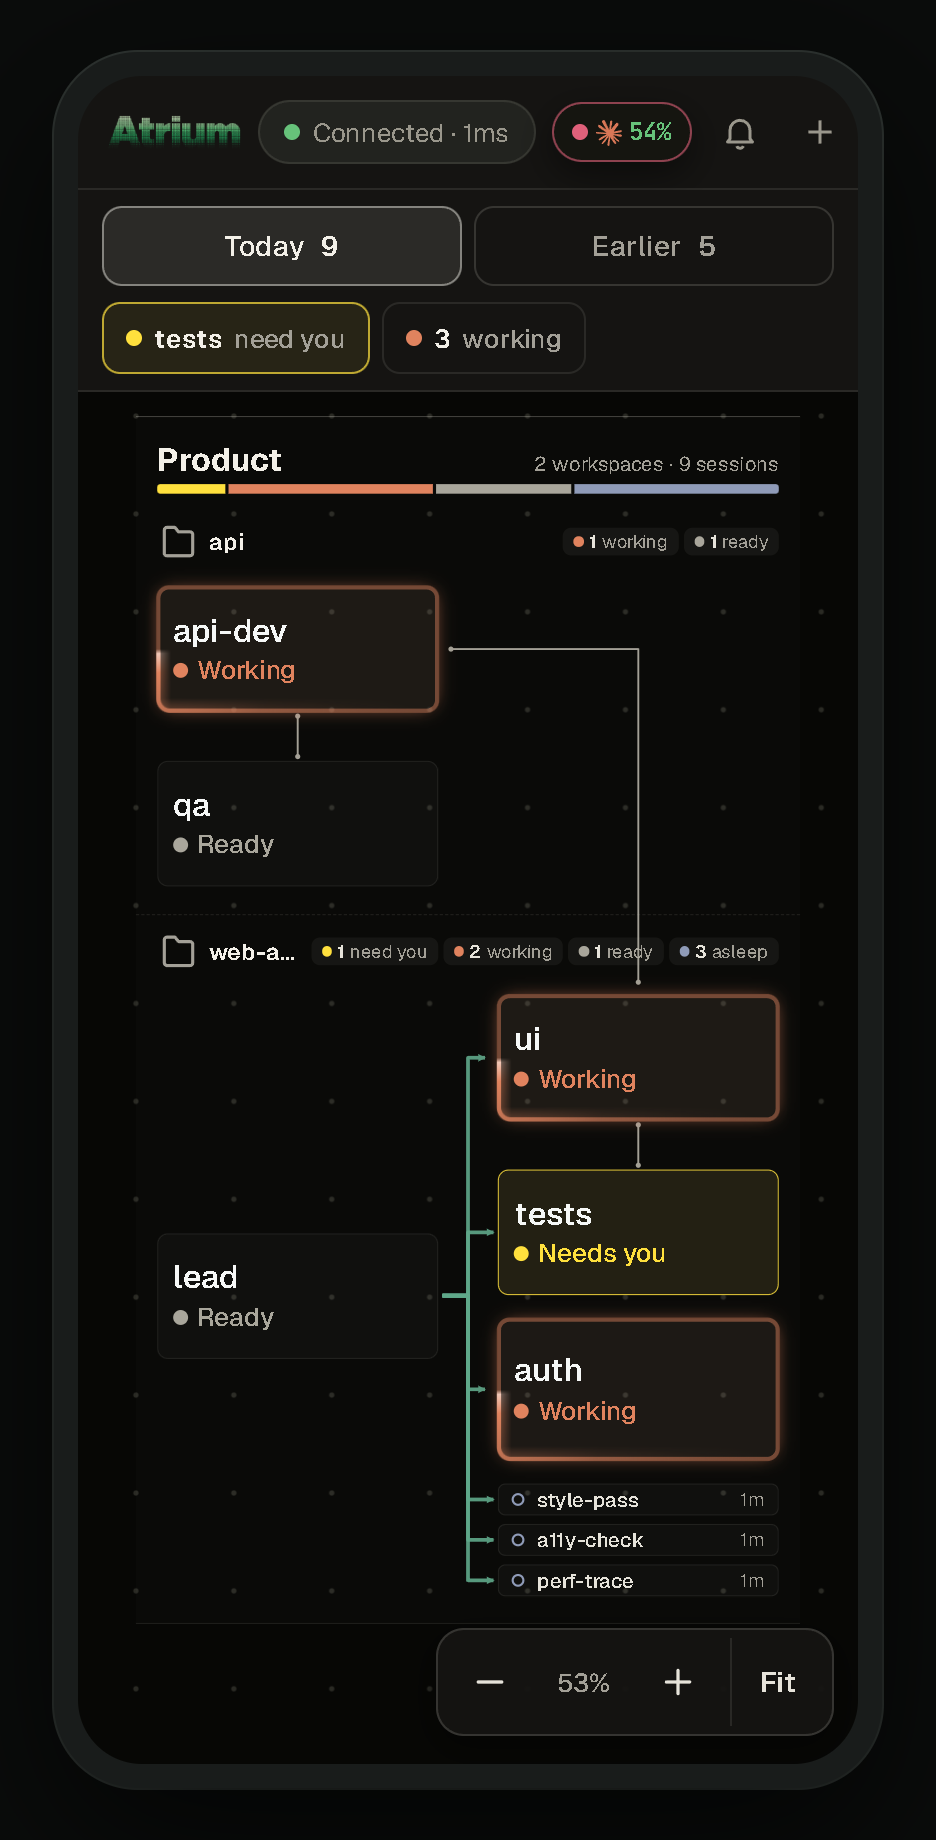 Atrium Connected · 1ms 54%
Today 9 Earlier 5
tests need you 3 working
Product 2 workspaces · 9 sessions
api 1 working 1 ready
api-dev
Working
qa
Ready
web-a... 1 need you 2 working 1 ready 3 asleep
ui
Working
tests
Needs you
lead
Ready
auth
Working
style-pass 1m
a11y-check 1m
perf-trace 1m
53% Fit